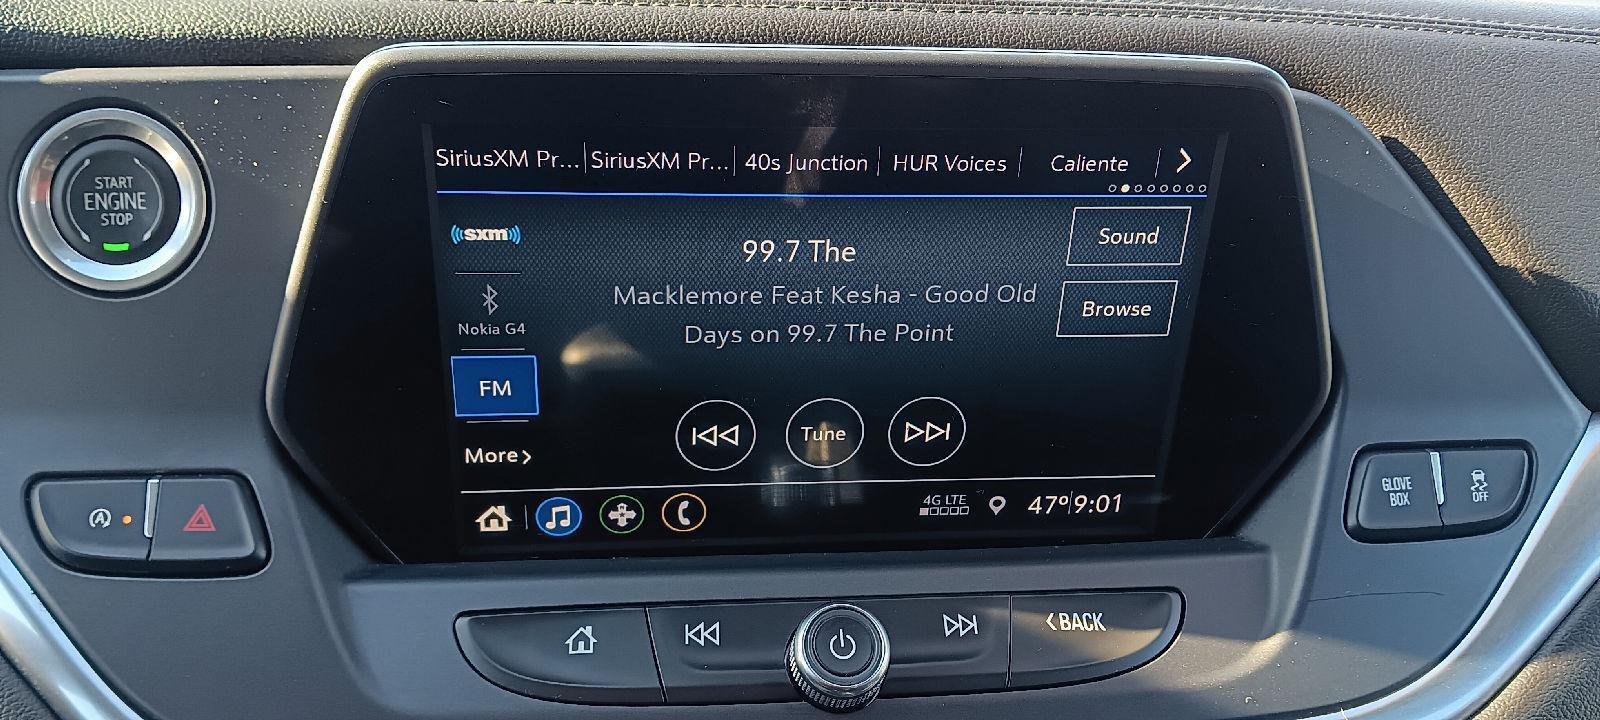 SiriusXM Pr... SiriusXM Pr... 40s Junction HUR Voices Caliente
START
ENGINE
STOP
sxm
99.7 The
Sound
Macklemore Feat Kesha - Good Old
Days on 99.7 The Point
Browse
Nokia G4
FM
Tune
More
4G LTE
47° 9:01
A
GLOVE
BOX
OFF
BACK